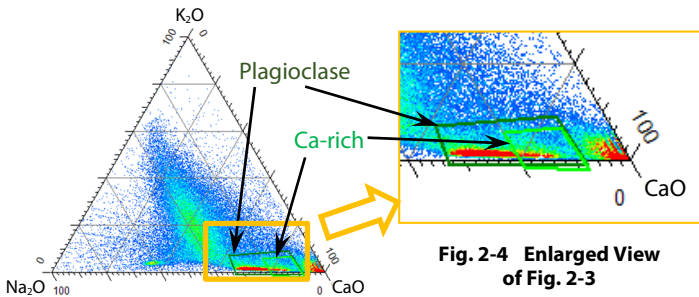 K₂O
100
0
Plagioclase
Ca-rich
0
100
Na₂O
100
0
CaO
100
0
CaO
Fig. 2-4 Enlarged View
of Fig. 2-3